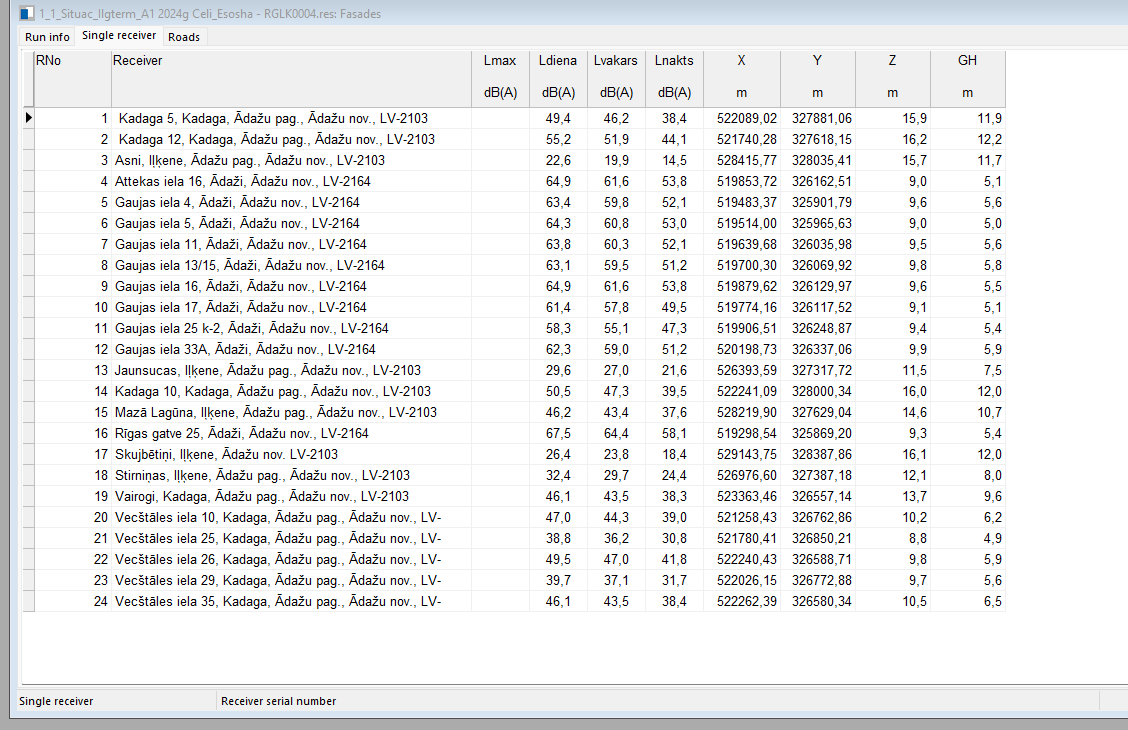 1_1_Situac_Ilgterm_A1 2024g Celi_Esosha - RGLK0004.res: Fasades
Run info Single receiver Roads
RNo Receiver Lmax Ldiena Lvakars Lnakts X Y Z GH
dB(A) dB(A) dB(A) dB(A) m m m m
1 Kadaga 5, Kadaga, Ādažu pag., Ādažu nov., LV-2103 49,4 46,2 38,4 522089,02 327881,06 15,9 11,9
2 Kadaga 12, Kadaga, Ādažu pag., Ādažu nov., LV-2103 55,2 51,9 44,1 521740,28 327618,15 16,2 12,2
3 Asni, Iļķene, Ādažu pag., Ādažu nov., LV-2103 22,6 19,9 14,5 528415,77 328035,41 15,7 11,7
4 Attekas iela 16, Ādaži, Ādažu nov., LV-2164 64,9 61,6 53,8 519853,72 326162,51 9,0 5,1
5 Gaujas iela 4, Ādaži, Ādažu nov., LV-2164 63,4 59,8 52,1 519483,37 325901,79 9,6 5,6
6 Gaujas iela 5, Ādaži, Ādažu nov., LV-2164 64,3 60,8 53,0 519514,00 325965,63 9,0 5,0
7 Gaujas iela 11, Ādaži, Ādažu nov., LV-2164 63,8 60,3 52,1 519639,68 326035,98 9,5 5,6
8 Gaujas iela 13/15, Ādaži, Ādažu nov., LV-2164 63,1 59,5 51,2 519700,30 326069,92 9,8 5,8
9 Gaujas iela 16, Ādaži, Ādažu nov., LV-2164 64,9 61,6 53,8 519879,62 326129,97 9,6 5,5
10 Gaujas iela 17, Ādaži, Ādažu nov., LV-2164 61,4 57,8 49,5 519774,16 326117,52 9,1 5,1
11 Gaujas iela 25 k-2, Ādaži, Ādažu nov., LV-2164 58,3 55,1 47,3 519906,51 326248,87 9,4 5,4
12 Gaujas iela 33A, Ādaži, Ādažu nov., LV-2164 62,3 59,0 51,2 520198,73 326337,06 9,9 5,9
13 Jaunsucas, Iļķene, Ādažu pag., Ādažu nov., LV-2103 29,6 27,0 21,6 526393,59 327317,72 11,5 7,5
14 Kadaga 10, Kadaga, Ādažu pag., Ādažu nov., LV-2103 50,5 47,3 39,5 522241,09 328000,34 16,0 12,0
15 Mazā Lagūna, Iļķene, Ādažu pag., Ādažu nov., LV-2103 46,2 43,4 37,6 528219,90 327629,04 14,6 10,7
16 Rīgas gatve 25, Ādaži, Ādažu nov., LV-2164 67,5 64,4 58,1 519298,54 325869,20 9,3 5,4
17 Skujbētiņi, Iļķene, Ādažu nov. LV-2103 26,4 23,8 18,4 529143,75 328387,86 16,1 12,0
18 Stirniņas, Iļķene, Ādažu pag., Ādažu nov., LV-2103 32,4 29,7 24,4 526976,60 327387,18 12,1 8,0
19 Vairogi, Kadaga, Ādažu pag., Ādažu nov., LV-2103 46,1 43,5 38,3 523363,46 326557,14 13,7 9,6
20 Vecštāles iela 10, Kadaga, Ādažu pag., Ādažu nov., LV- 47,0 44,3 39,0 521258,43 326762,86 10,2 6,2
21 Vecštāles iela 25, Kadaga, Ādažu pag., Ādažu nov., LV- 38,8 36,2 30,8 521780,41 326850,21 8,8 4,9
22 Vecštāles iela 26, Kadaga, Ādažu pag., Ādažu nov., LV- 49,5 47,0 41,8 522240,43 326588,71 9,8 5,9
23 Vecštāles iela 29, Kadaga, Ādažu pag., Ādažu nov., LV- 39,7 37,1 31,7 522026,15 326772,88 9,7 5,6
24 Vecštāles iela 35, Kadaga, Ādažu pag., Ādažu nov., LV- 46,1 43,5 38,4 522262,39 326580,34 10,5 6,5
Single receiver Receiver serial number